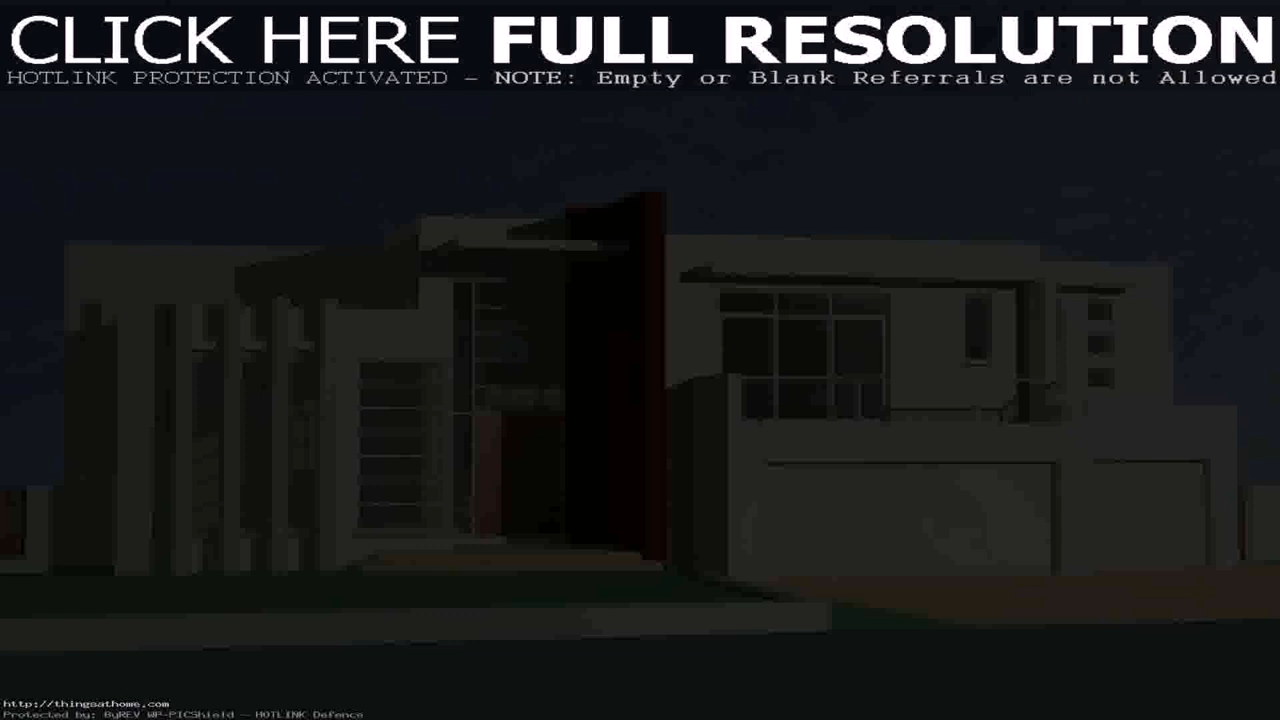 CLICK HERE FULL RESOLUTION
HOTLINK PROTECTION ACTIVATED – NOTE: Empty or Blank Referrals are not Allowed
http://thingsathome.com
Protected by: ByREV WP-PICShield – HOTLINK Defence